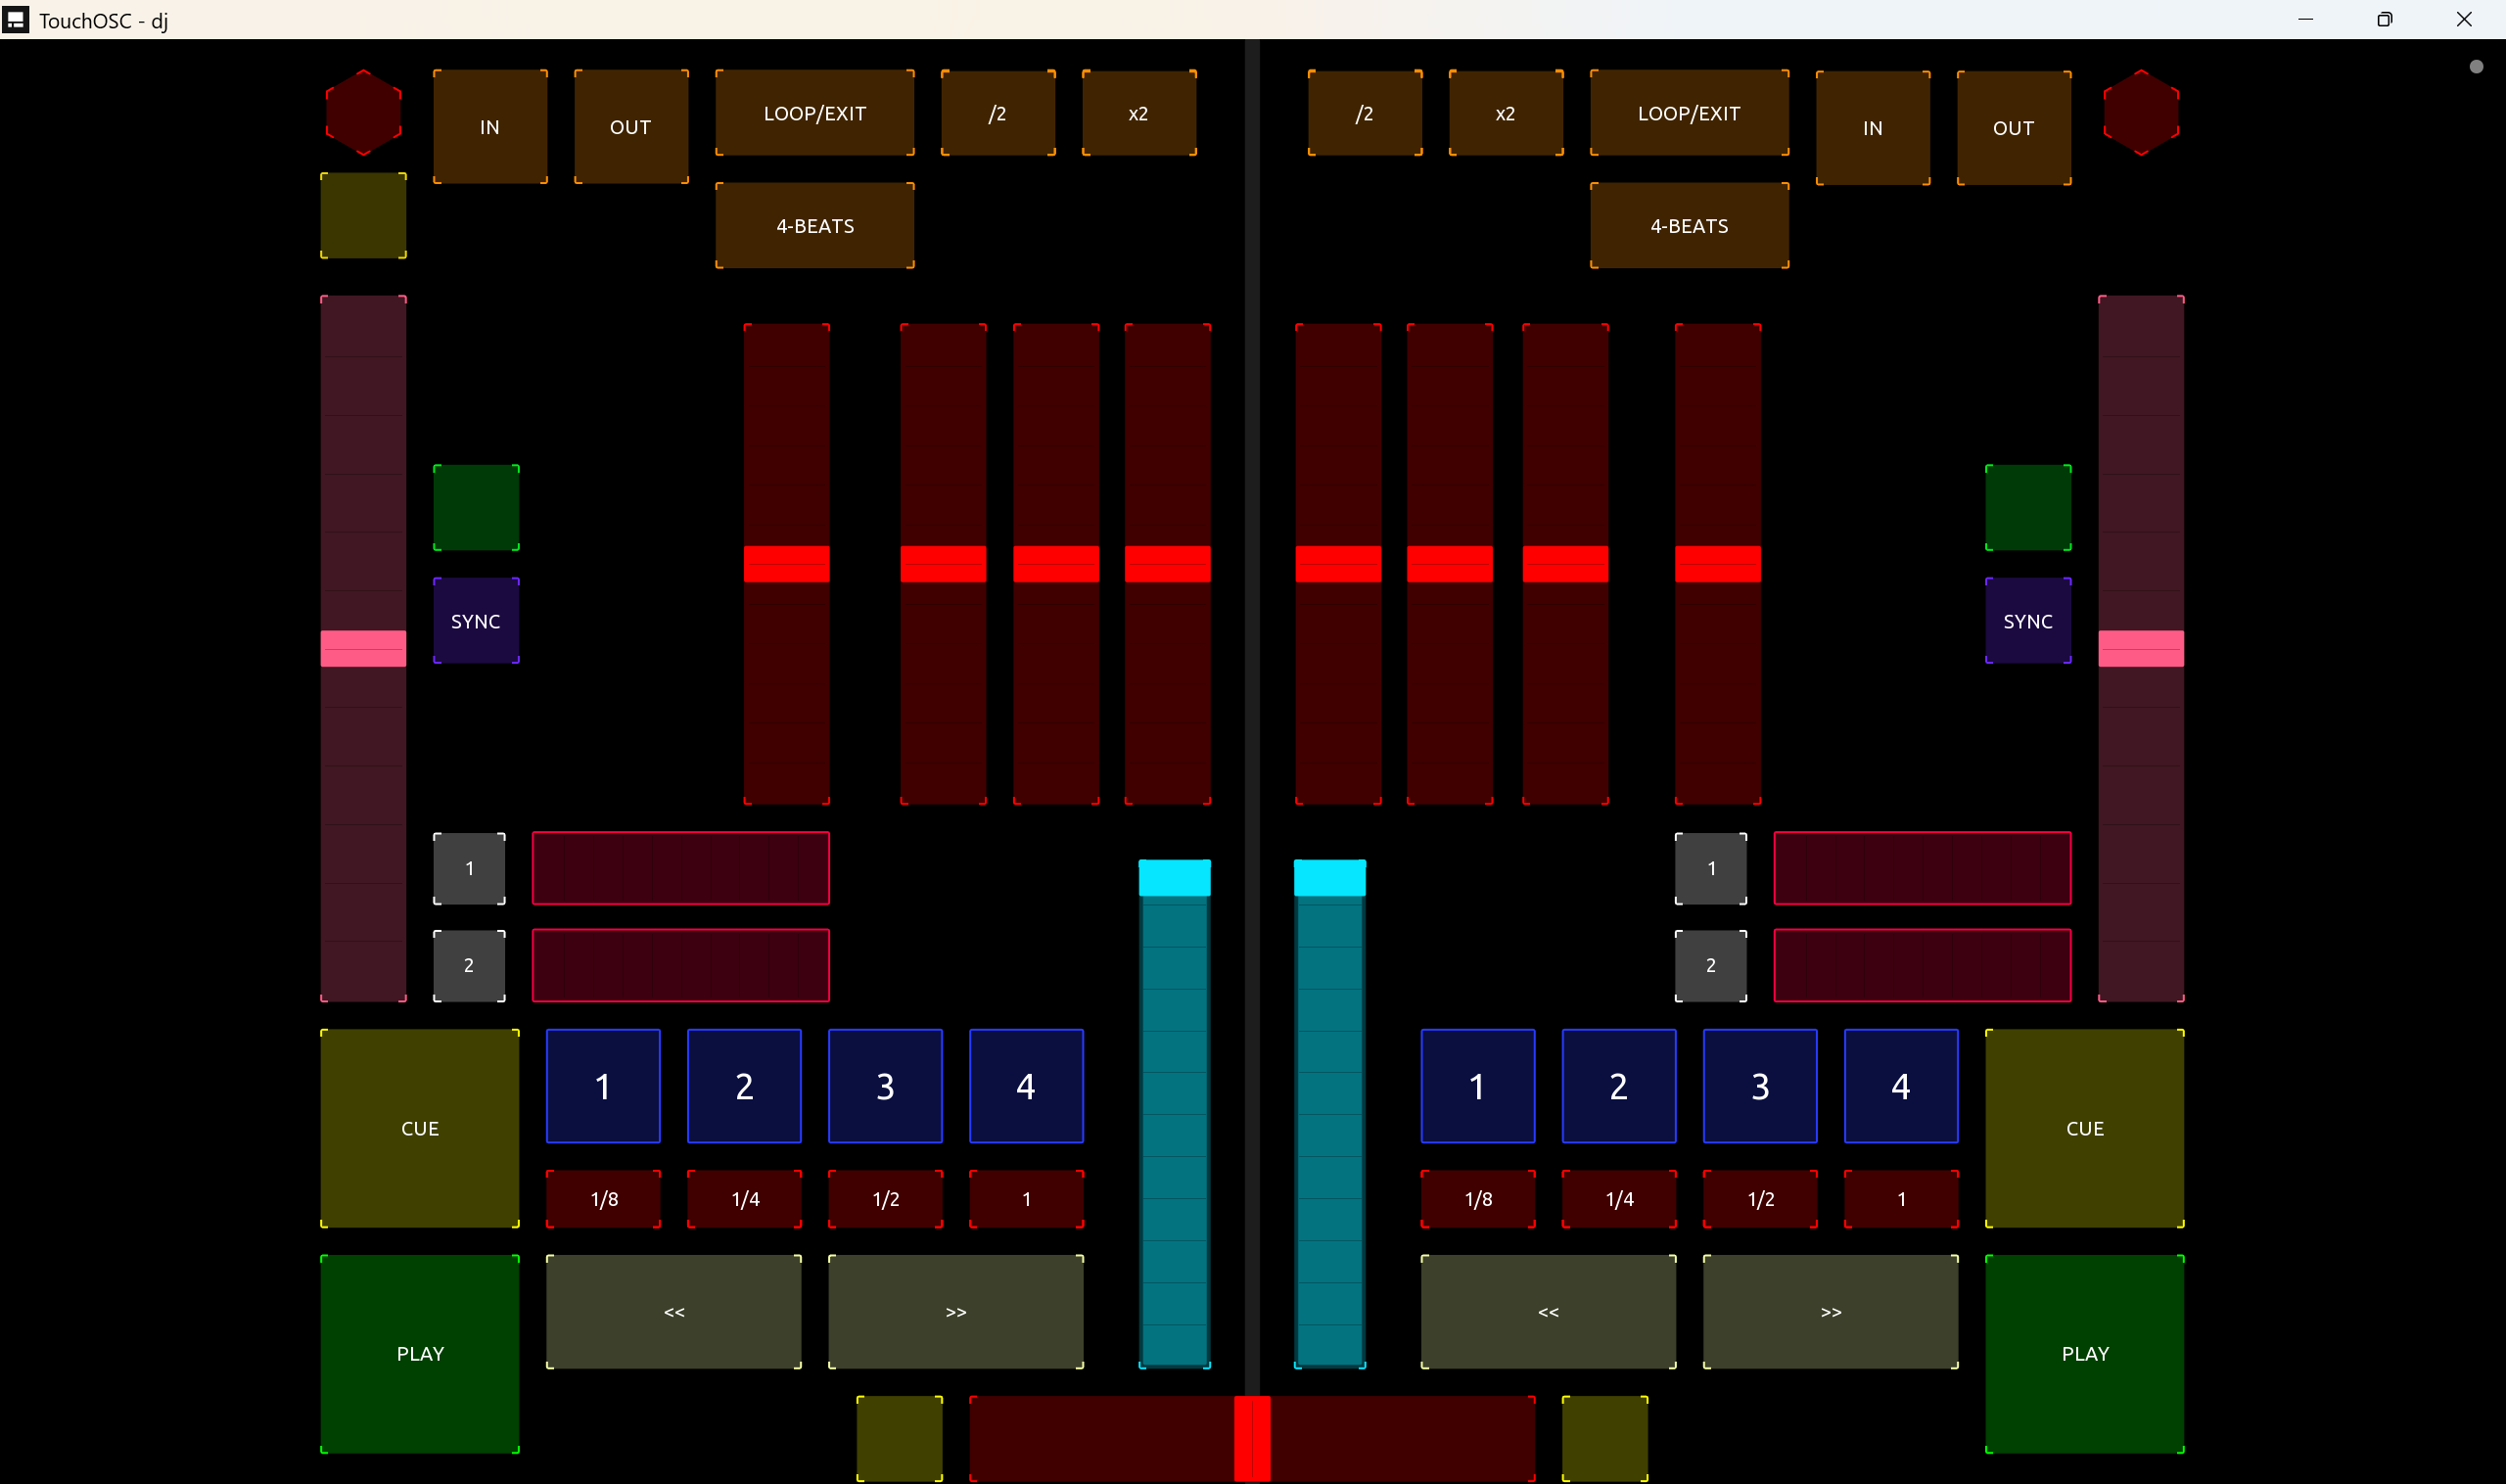 TouchOSC - dj
IN OUT LOOP/EXIT /2 x2 /2 x2 LOOP/EXIT IN OUT
4-BEATS 4-BEATS
SYNC SYNC
1 1
2 2
1 2 3 4 1 2 3 4
CUE CUE
1/8 1/4 1/2 1 1/8 1/4 1/2 1
<< >> << >>
PLAY PLAY